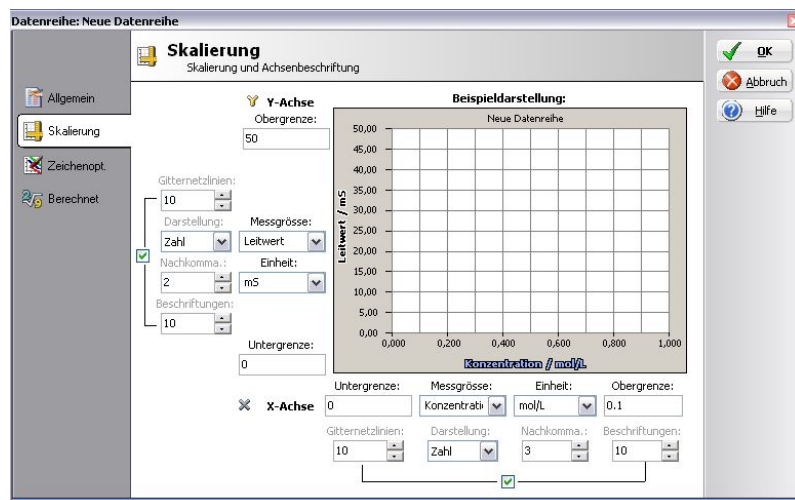 Datenreihe: Neue Datenreihe
Skalierung
Skalierung und Achsenbeschriftung
OK
Abbruch
Hilfe
Allgemein
Skalierung
Zeichenopt.
Berechnet
Y-Achse
Obergrenze:
50
Gitternetzlinien:
10
Darstellung: Messgrösse:
Zahl Leitwert
Nachkomma.: Einheit:
2 mS
Beschriftungen:
10
Untergrenze:
0
Beispieldarstellung:
Neue Datenreihe
50,00
45,00
40,00
35,00
30,00
25,00
20,00
15,00
10,00
5,00
0,00
Leitwert / mS
0,000 0,200 0,400 0,600 0,800 1,000
Konzentration / mol/L
Untergrenze: Messgrösse: Einheit: Obergrenze:
X-Achse 0 Konzentrati mol/L 0.1
Gitternetzlinien: Darstellung: Nachkomma.: Beschriftungen:
10 Zahl 3 10